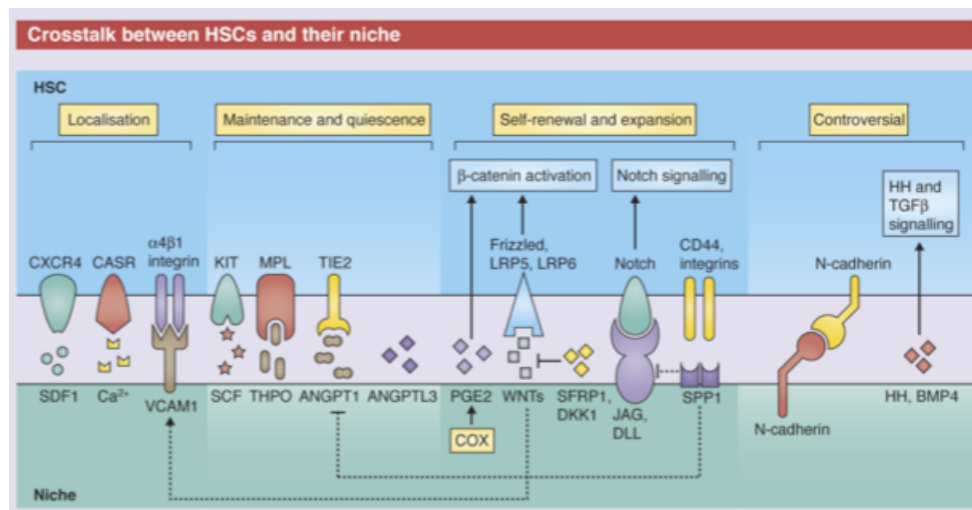 Crosstalk between HSCs and their niche
HSC
Localisation
Maintenance and quiescence
Self-renewal and expansion
Controversial
β-catenin activation
Notch signalling
HH and
TGFβ
signalling
CXCR4
CASR
α4β1
integrin
KIT
MPL
TIE2
Frizzled,
LRP5, LRP6
Notch
CD44,
integrins
N-cadherin
SDF1
Ca²⁺
VCAM1
SCF
THPO
ANGPT1
ANGPTL3
PGE2
WNTs
SFRP1,
DKK1
JAG,
DLL
SPP1
N-cadherin
HH, BMP4
COX
Niche